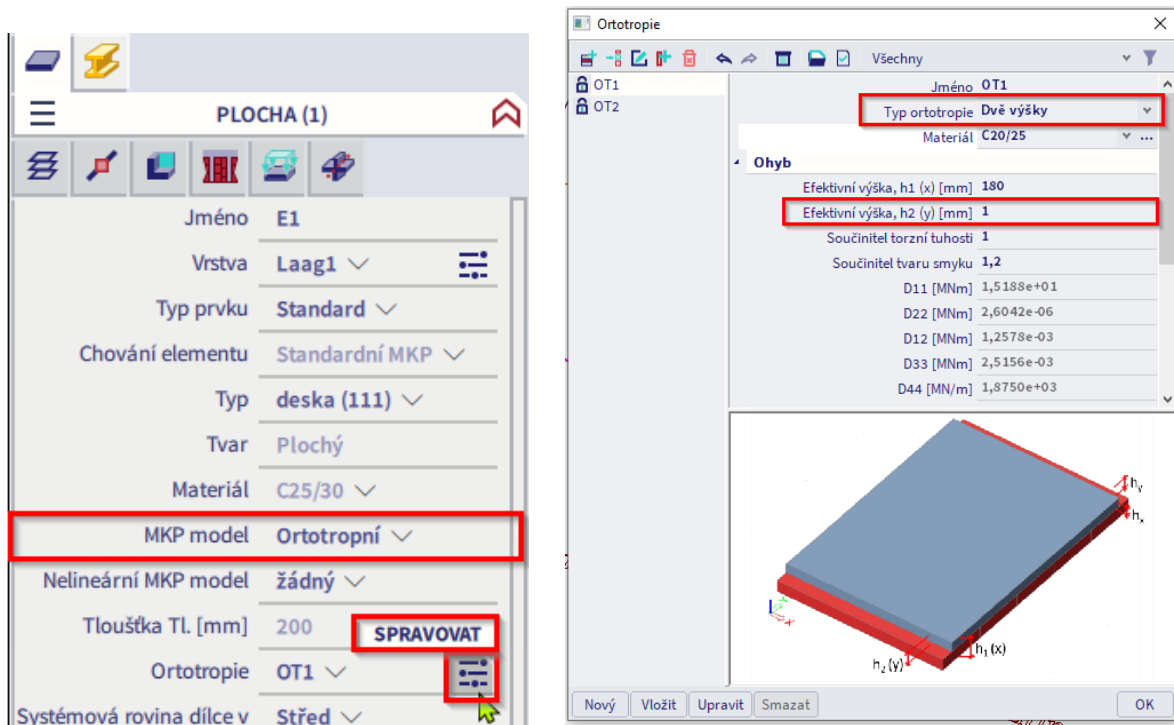 PLOCHA (1)
Jméno E1
Vrstva Laag1
Typ prvku Standard
Chování elementu Standardní MKP
Typ deska (111)
Tvar Plochý
Materiál C25/30
MKP model Ortotropní
Nelineární MKP model žádný
Tloušťka Tl. [mm] 200
SPRAVOVAT
Ortotropie OT1
Systémová rovina dílce v Střed
Ortotropie
Všechny
OT1
OT2
Jméno OT1
Typ ortotropie Dvě výšky
Materiál C20/25 ...
Ohyb
Efektivní výška, h1 (x) [mm] 180
Efektivní výška, h2 (y) [mm] 1
Součinitel torzní tuhosti 1
Součinitel tvaru smyku 1,2
D11 [MNm] 1,5188e+01
D22 [MNm] 2,6042e-06
D12 [MNm] 1,2578e-03
D33 [MNm] 2,5156e-03
D44 [MN/m] 1,8750e+03
hy
hx
h1 (x)
h2 (y)
Nový Vložit Upravit Smazat OK